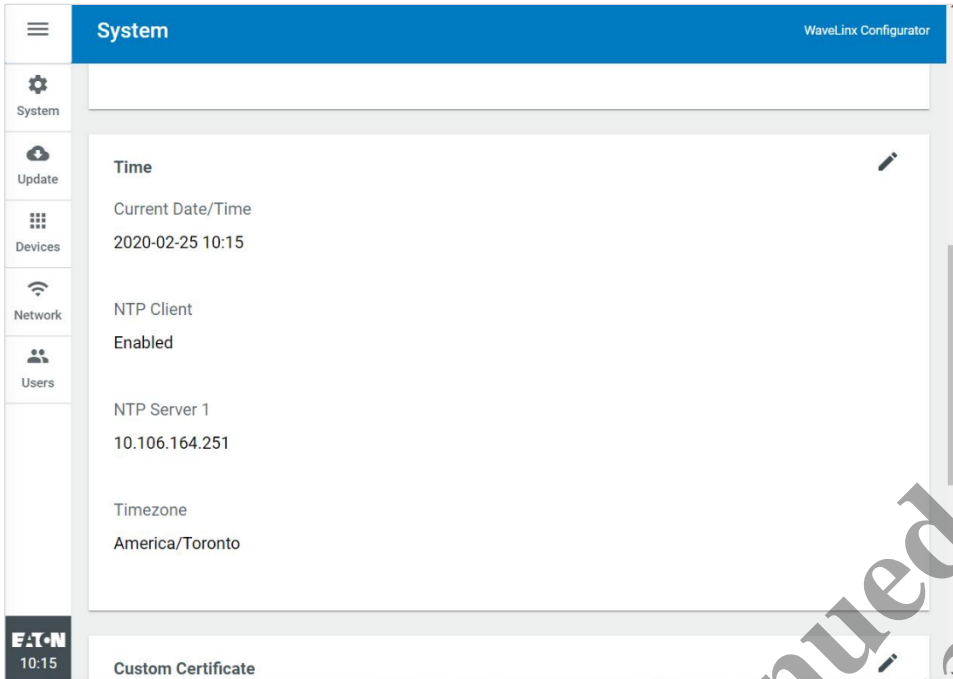 System
WaveLinx Configurator
System
Update
Devices
Network
Users
Time
Current Date/Time
2020-02-25 10:15
NTP Client
Enabled
NTP Server 1
10.106.164.251
Timezone
America/Toronto
EATON
10:15
Custom Certificate
nued